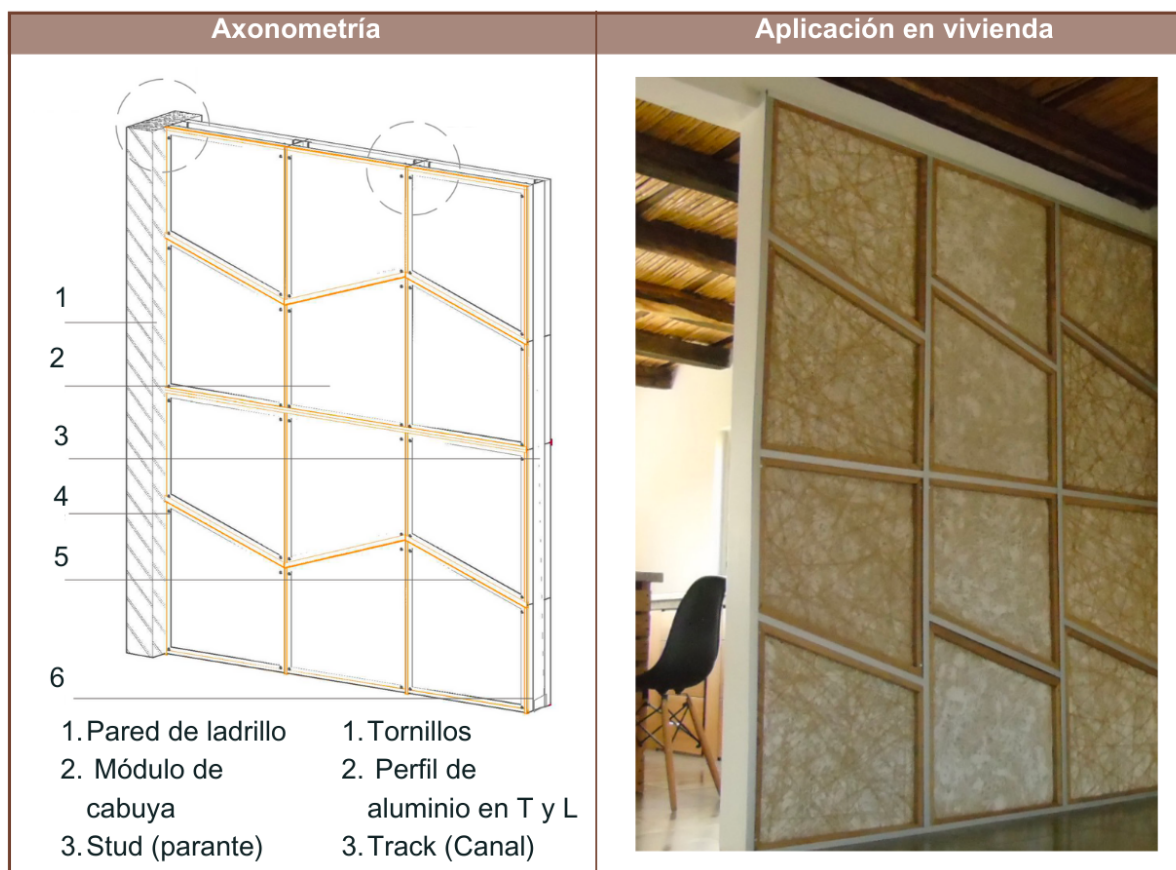 Axonometría
Aplicación en vivienda
1
2
3
4
5
6
1. Pared de ladrillo
2. Módulo de
cabuya
3. Stud (parante)
1. Tornillos
2. Perfil de
aluminio en T y L
3. Track (Canal)